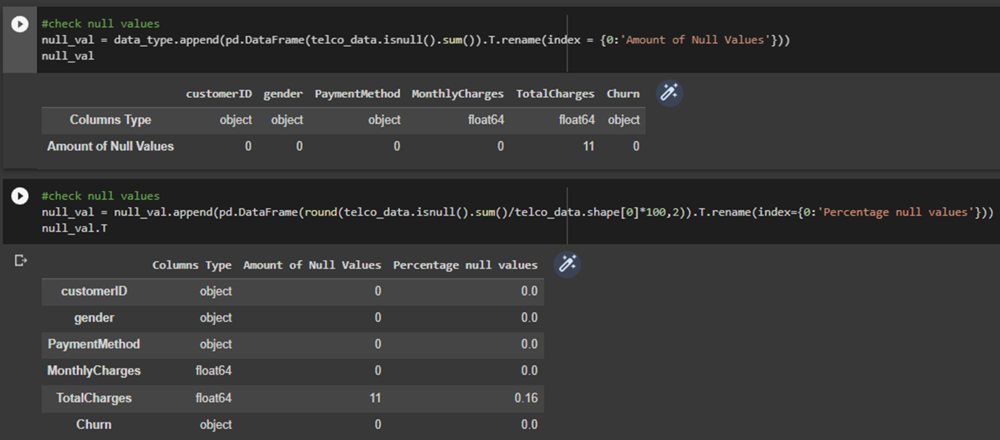 #check null values
null_val = data_type.append(pd.DataFrame(telco_data.isnull().sum()).T.rename(index = {0:'Amount of Null Values'}))
null_val
customerID gender PaymentMethod MonthlyCharges TotalCharges Churn
Columns Type object object object float64 float64 object
Amount of Null Values 0 0 0 0 11 0
#check null values
null_val = null_val.append(pd.DataFrame(round(telco_data.isnull().sum()/telco_data.shape[0]*100,2)).T.rename(index={0:'Percentage null values'}))
null_val.T
Columns Type Amount of Null Values Percentage null values
customerID object 0 0.0
gender object 0 0.0
PaymentMethod object 0 0.0
MonthlyCharges float64 0 0.0
TotalCharges float64 11 0.16
Churn object 0 0.0